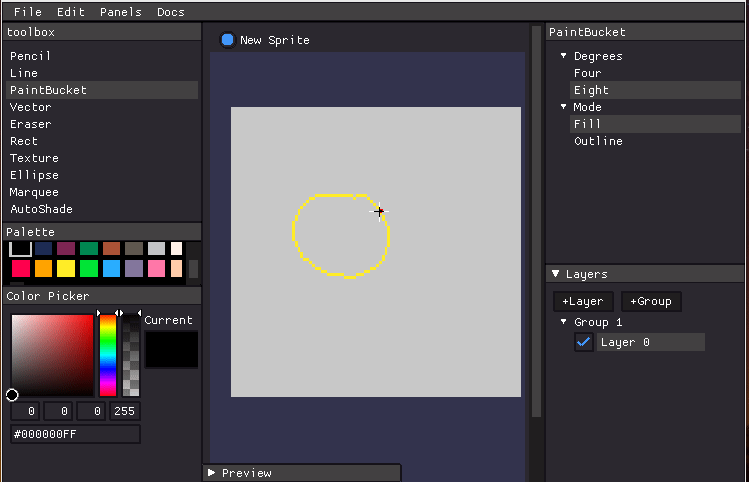 File Edit Panels Docs
toolbox
Pencil
Line
PaintBucket
Vector
Eraser
Rect
Texture
Ellipse
Marquee
AutoShade
Palette
Color Picker
Current
0 0 0 255
#000000FF
New Sprite
Preview
PaintBucket
Degrees
Four
Eight
Mode
Fill
Outline
Layers
+Layer +Group
Group 1
Layer 0